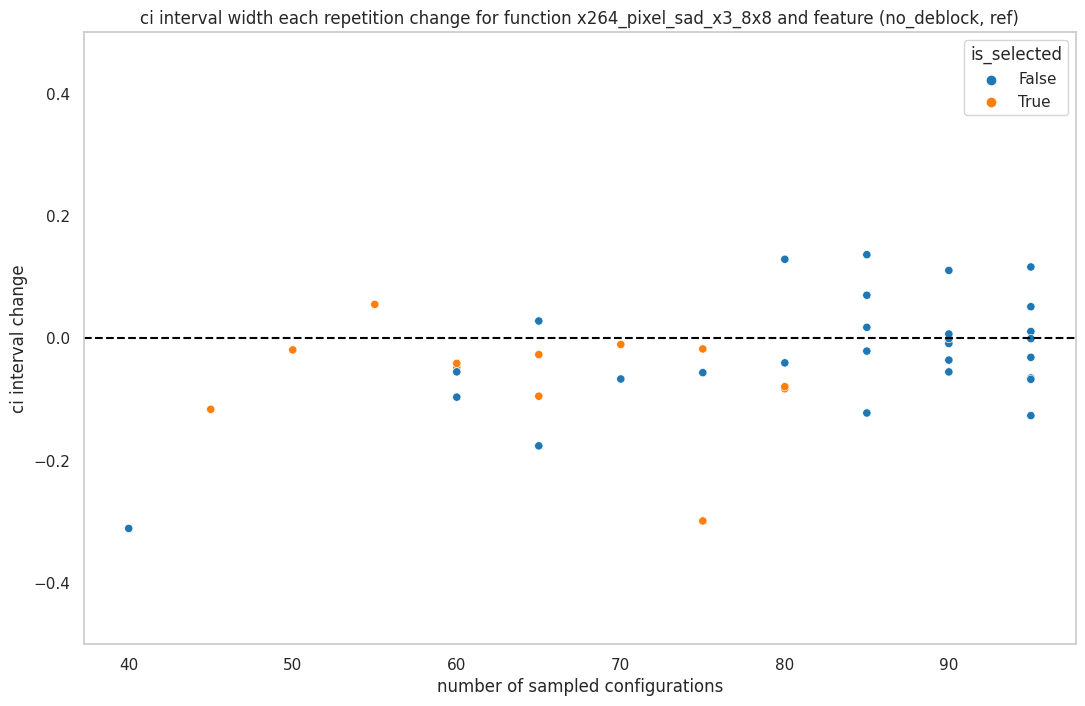 ci interval width each repetition change for function x264_pixel_sad_x3_8x8 and feature (no_deblock, ref)
is_selected
False
True
ci interval change
0.4
0.2
0.0
−0.2
−0.4
40 50 60 70 80 90
number of sampled configurations